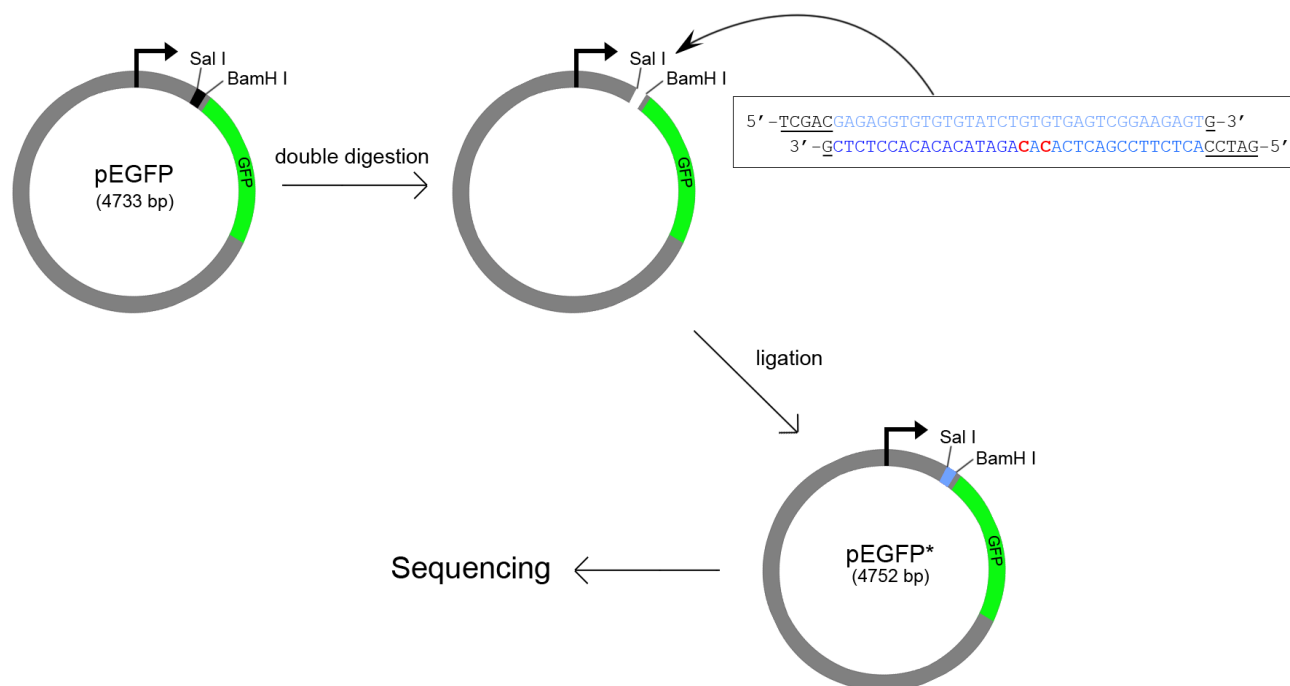 Sal I
BamH I
GFP
pEGFP
(4733 bp)
double digestion
Sal I
BamH I
GFP
5’-TCGACGAGAGGTGTGTGTATCTGTGTGAGTCGGAAGAGTG-3’
3’-GCTCTCCACACACATAGACACACTCAGCCTTCTCACCTAG-5’
ligation
Sal I
BamH I
GFP
pEGFP*
(4752 bp)
Sequencing